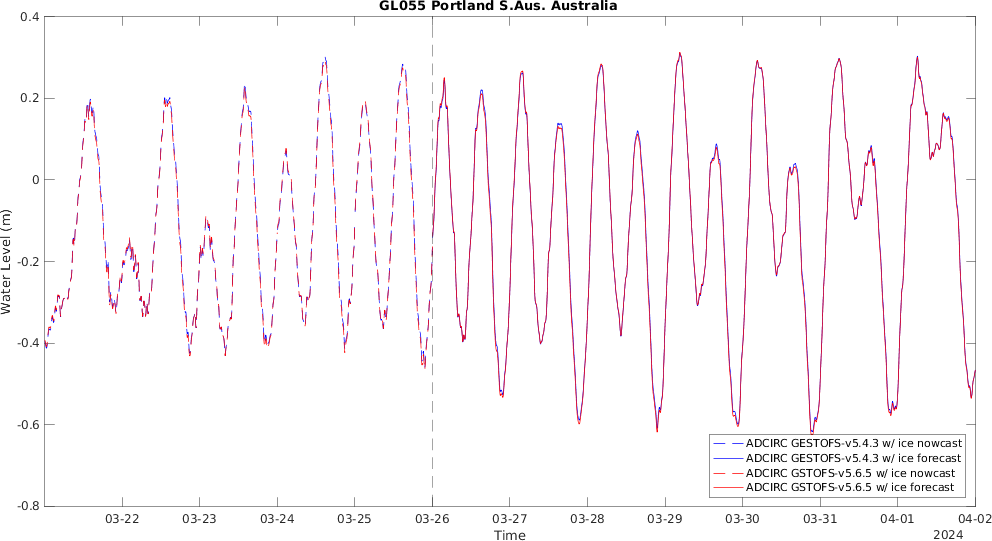 GL055 Portland S.Aus. Australia
0.4
0.2
0
-0.2
-0.4
-0.6
-0.8
Water Level (m)
ADCIRC GESTOFS-v5.4.3 w/ ice nowcast
ADCIRC GESTOFS-v5.4.3 w/ ice forecast
ADCIRC GSTOFS-v5.6.5 w/ ice nowcast
ADCIRC GSTOFS-v5.6.5 w/ ice forecast
03-22 03-23 03-24 03-25 03-26 03-27 03-28 03-29 03-30 03-31 04-01 04-02
Time
2024